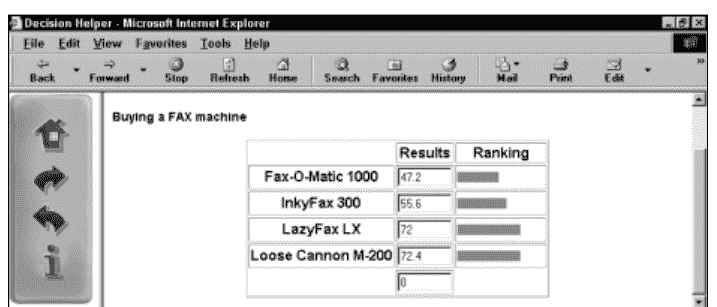 Decision Helper - Microsoft Internet Explorer
File Edit View Favorites Tools Help
Back Forward Stop Refresh Home Search Favorites History Mail Print Edit »
Buying a FAX machine
Results Ranking
Fax-O-Matic 1000 47.2
InkyFax 300 55.6
LazyFax LX 72
Loose Cannon M-200 72.4
0